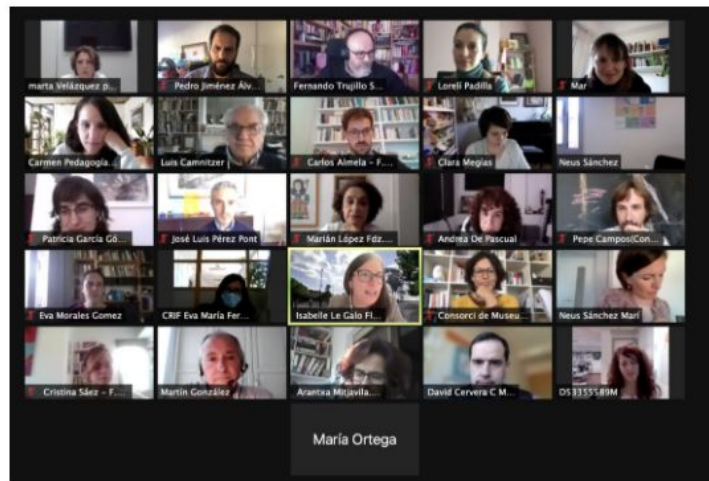 marta Velázquez p...
Pedro Jiménez Álv...
Fernando Trujillo S...
Loreli Padilla
Mar
Carmen Pedagogía...
Luis Camnitzer
Carlos Almela - F....
Clara Megías
Neus Sánchez
Patricia García Gó...
José Luis Pérez Pont
Marián López Fdz....
Andrea De Pascual
Pepe Campos(Con...
Eva Morales Gomez
CRIF Eva María Fer...
Isabelle Le Galo Fl...
Consorci de Museu...
Neus Sánchez Marí
Cristina Sáez - F....
Martín González
Arantxa Mitjavila....
David Cervera C M...
D53355589M
María Ortega